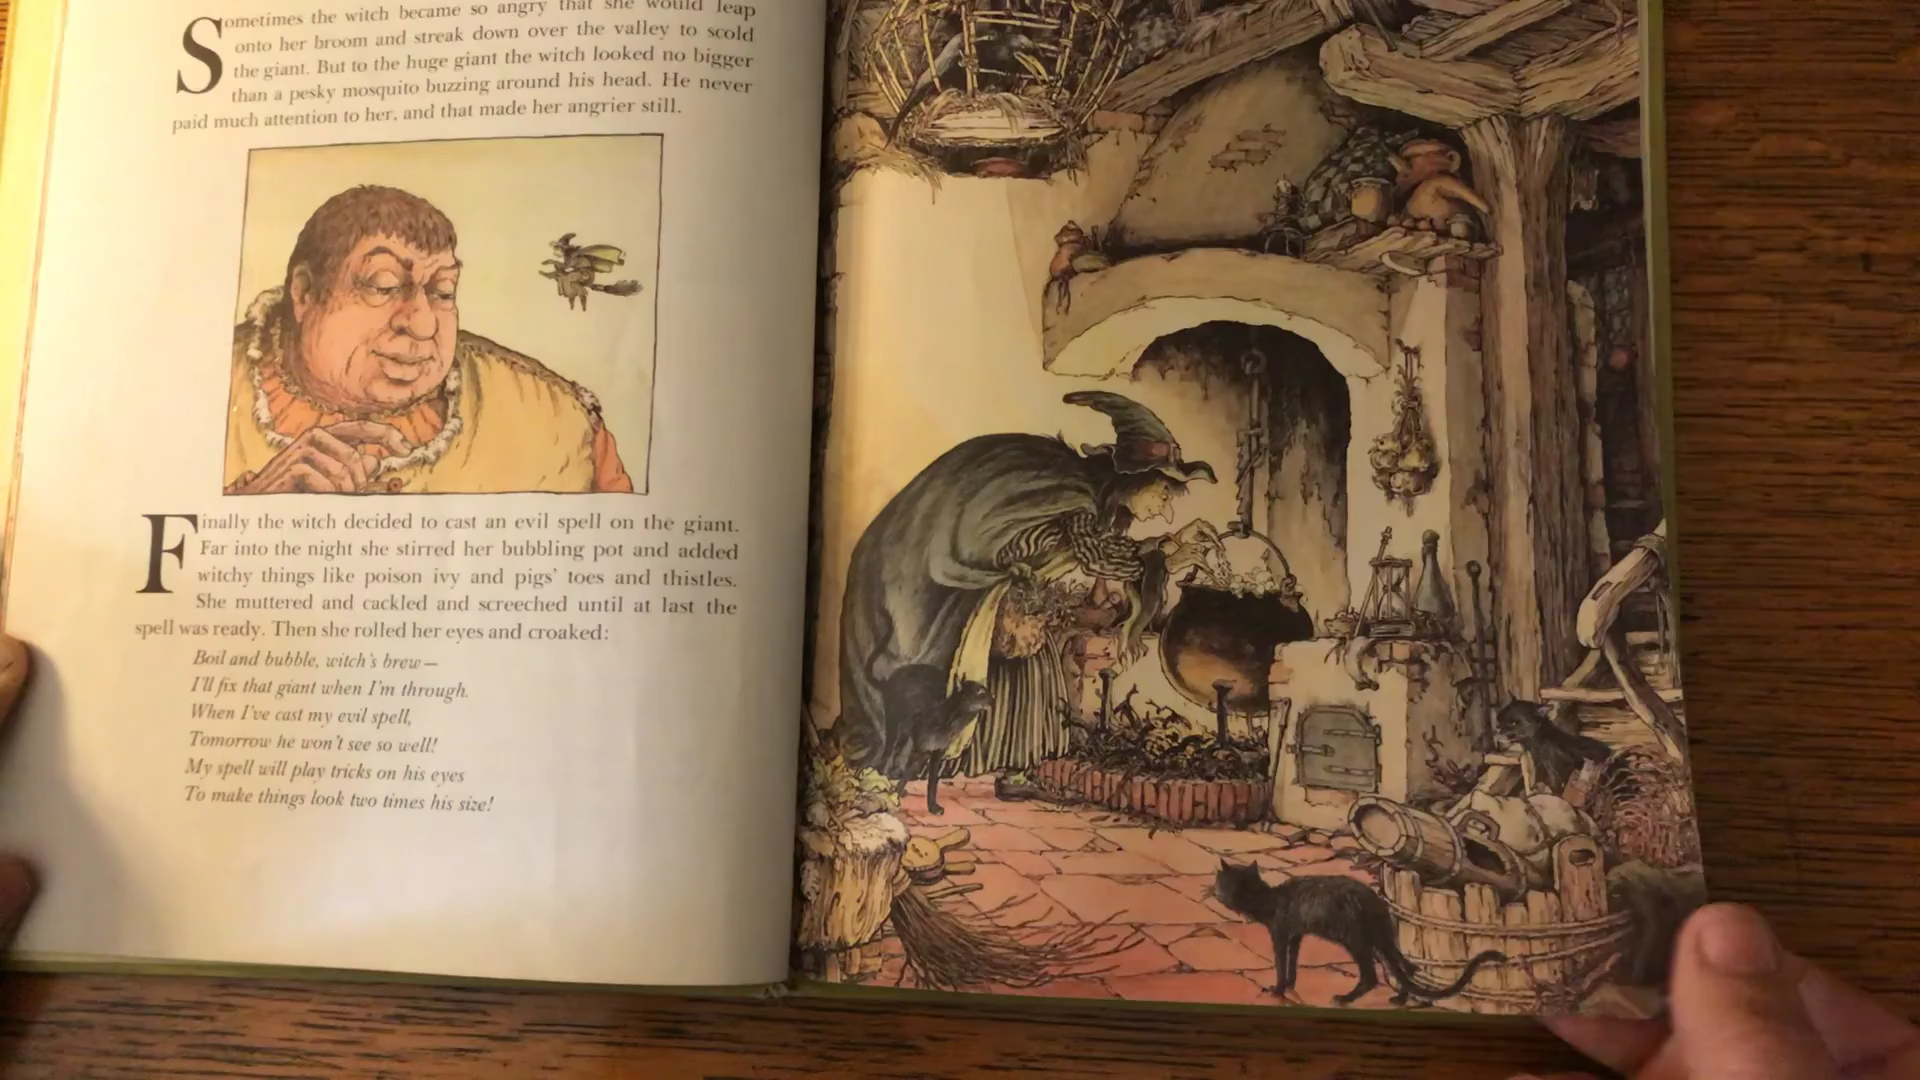 Sometimes the witch became so angry that she would leap
onto her broom and streak down over the valley to scold
the giant. But to the huge giant the witch looked no bigger
than a pesky mosquito buzzing around his head. He never
paid much attention to her, and that made her angrier still.
Finally the witch decided to cast an evil spell on the giant.
Far into the night she stirred her bubbling pot and added
witchy things like poison ivy and pigs' toes and thistles.
She muttered and cackled and screeched until at last the
spell was ready. Then she rolled her eyes and croaked:
Boil and bubble, witch's brew—
I'll fix that giant when I'm through.
When I've cast my evil spell,
Tomorrow he won't see so well!
My spell will play tricks on his eyes
To make things look two times his size!